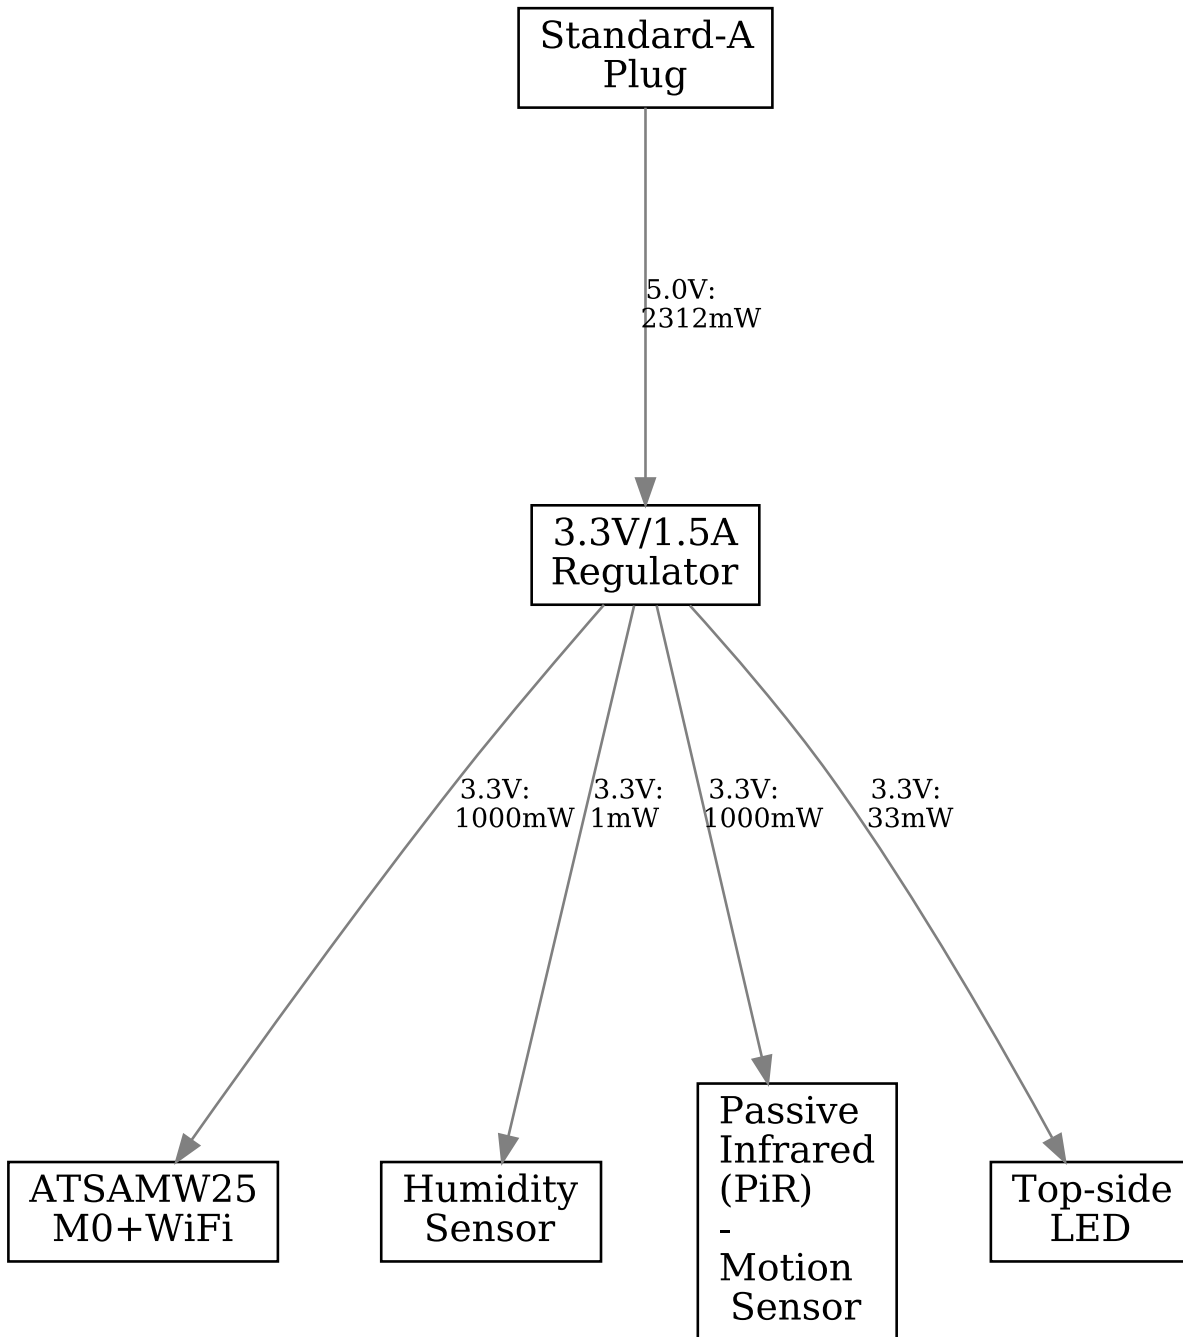 Standard-A
Plug
5.0V:
2312mW
3.3V/1.5A
Regulator
3.3V:
1000mW
3.3V:
1mW
3.3V:
1000mW
3.3V:
33mW
ATSAMW25
M0+WiFi
Humidity
Sensor
Passive
Infrared
(PiR)
-
Motion
Sensor
Top-side
LED